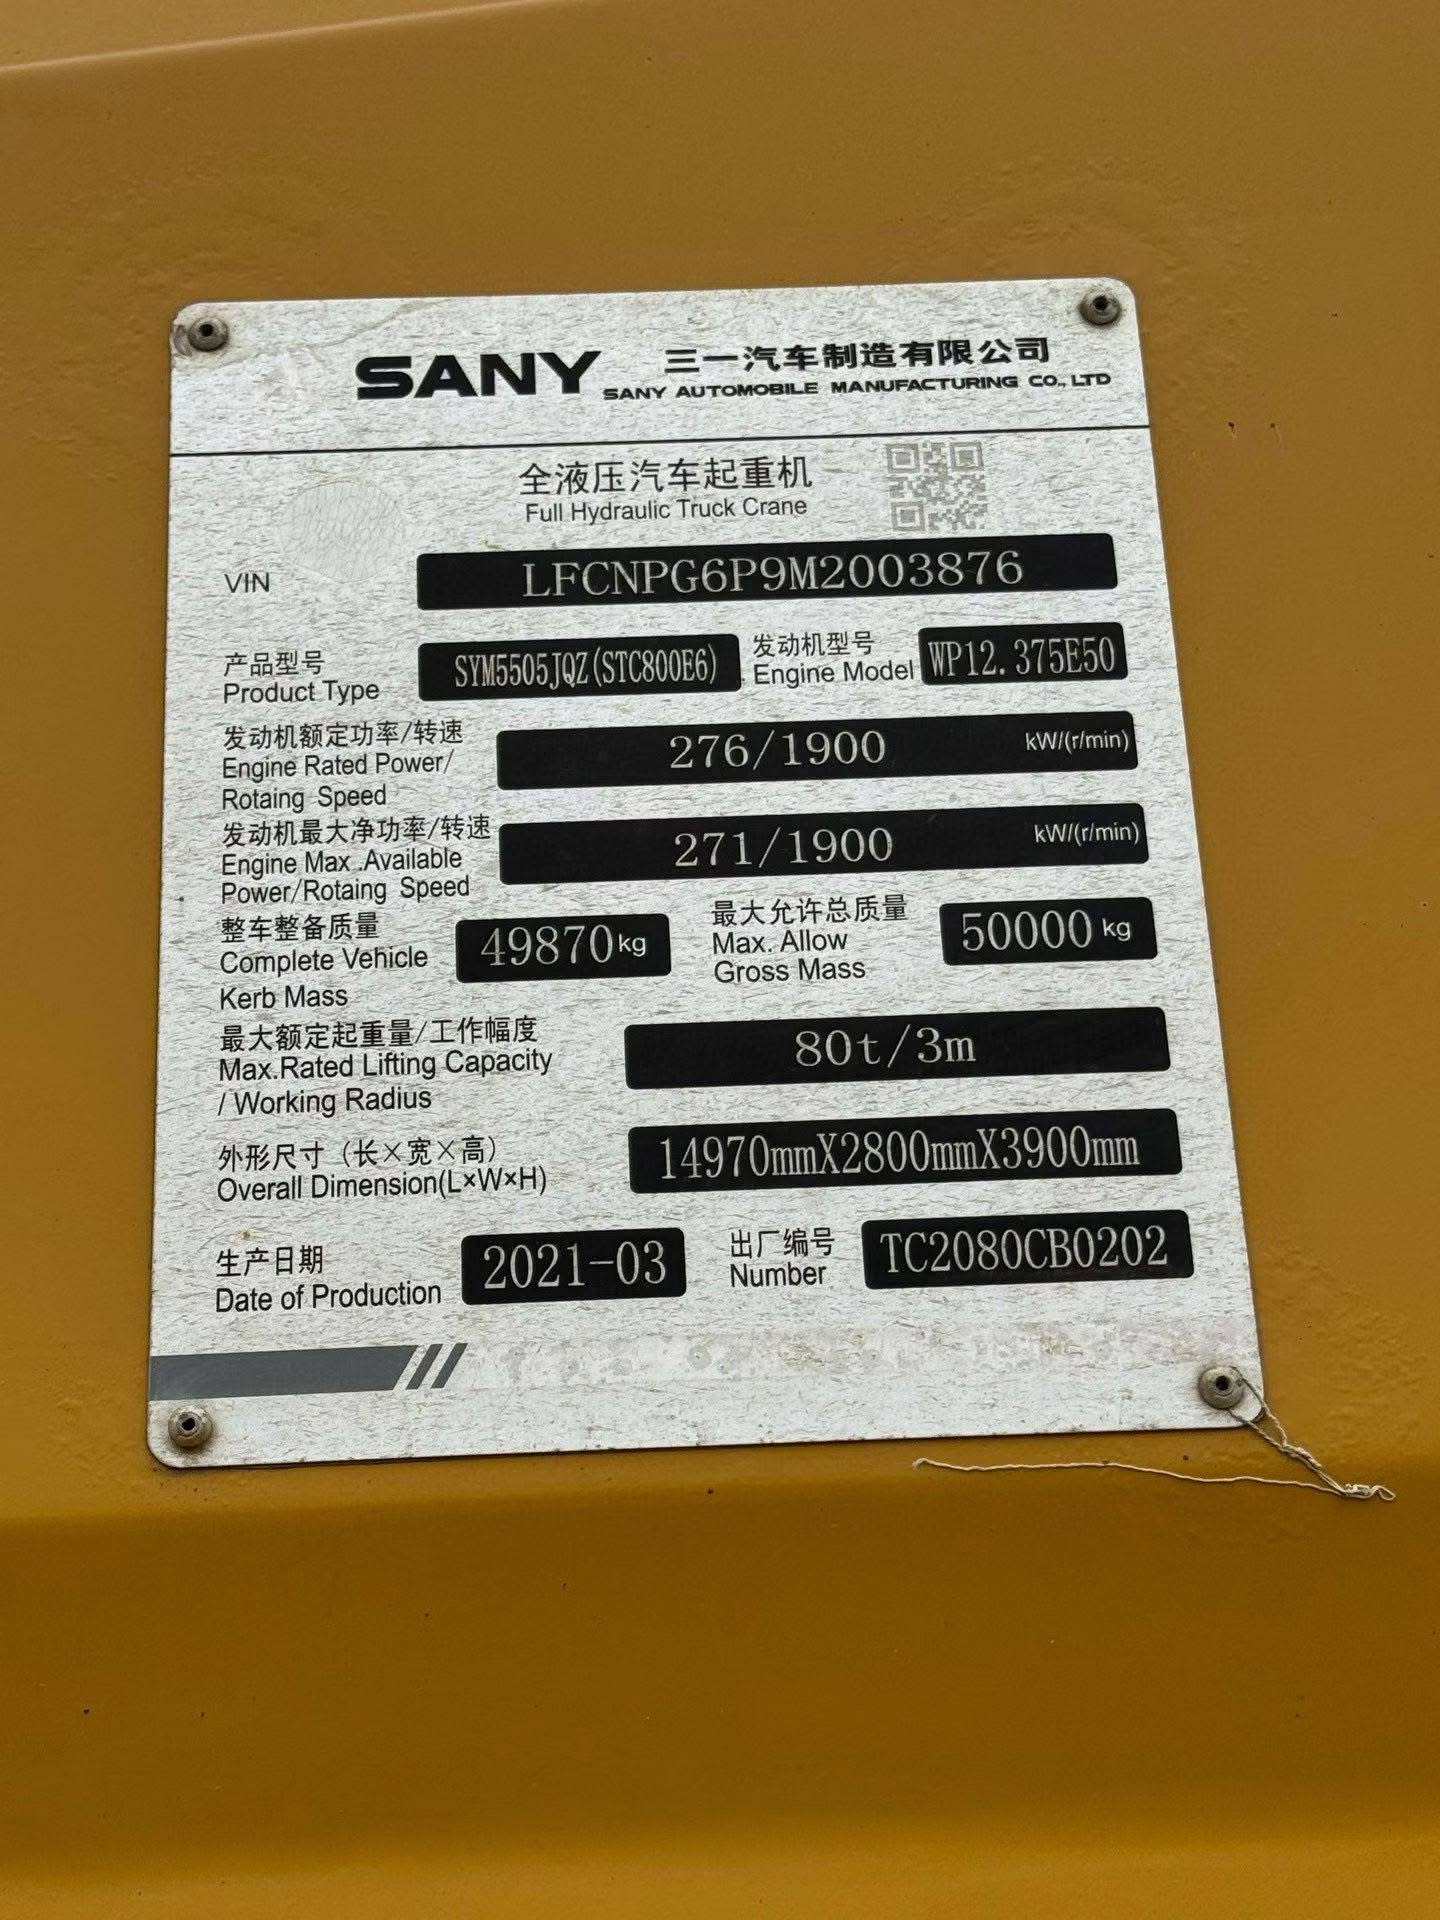 SANY 三一汽车制造有限公司
SANY AUTOMOBILE MANUFACTURING CO., LTD
全液压汽车起重机
Full Hydraulic Truck Crane
VIN LFCNPG6P9M2003876
产品型号 SYM5505JQZ(STC800E6) 发动机型号 WP12.375E50
Product Type Engine Model
发动机额定功率/转速 276/1900 kW/(r/min)
Engine Rated Power/
Rotaing Speed
发动机最大净功率/转速 271/1900 kW/(r/min)
Engine Max .Available
Power/Rotaing Speed
整车整备质量 49870kg 最大允许总质量 50000 kg
Complete Vehicle Max. Allow
Kerb Mass Gross Mass
最大额定起重量/工作幅度 80t/3m
Max.Rated Lifting Capacity
/ Working Radius
外形尺寸（长×宽×高） 14970mmX2800mmX3900mm
Overall Dimension(L×W×H)
生产日期 2021-03 出厂编号 TC2080CB0202
Date of Production Number